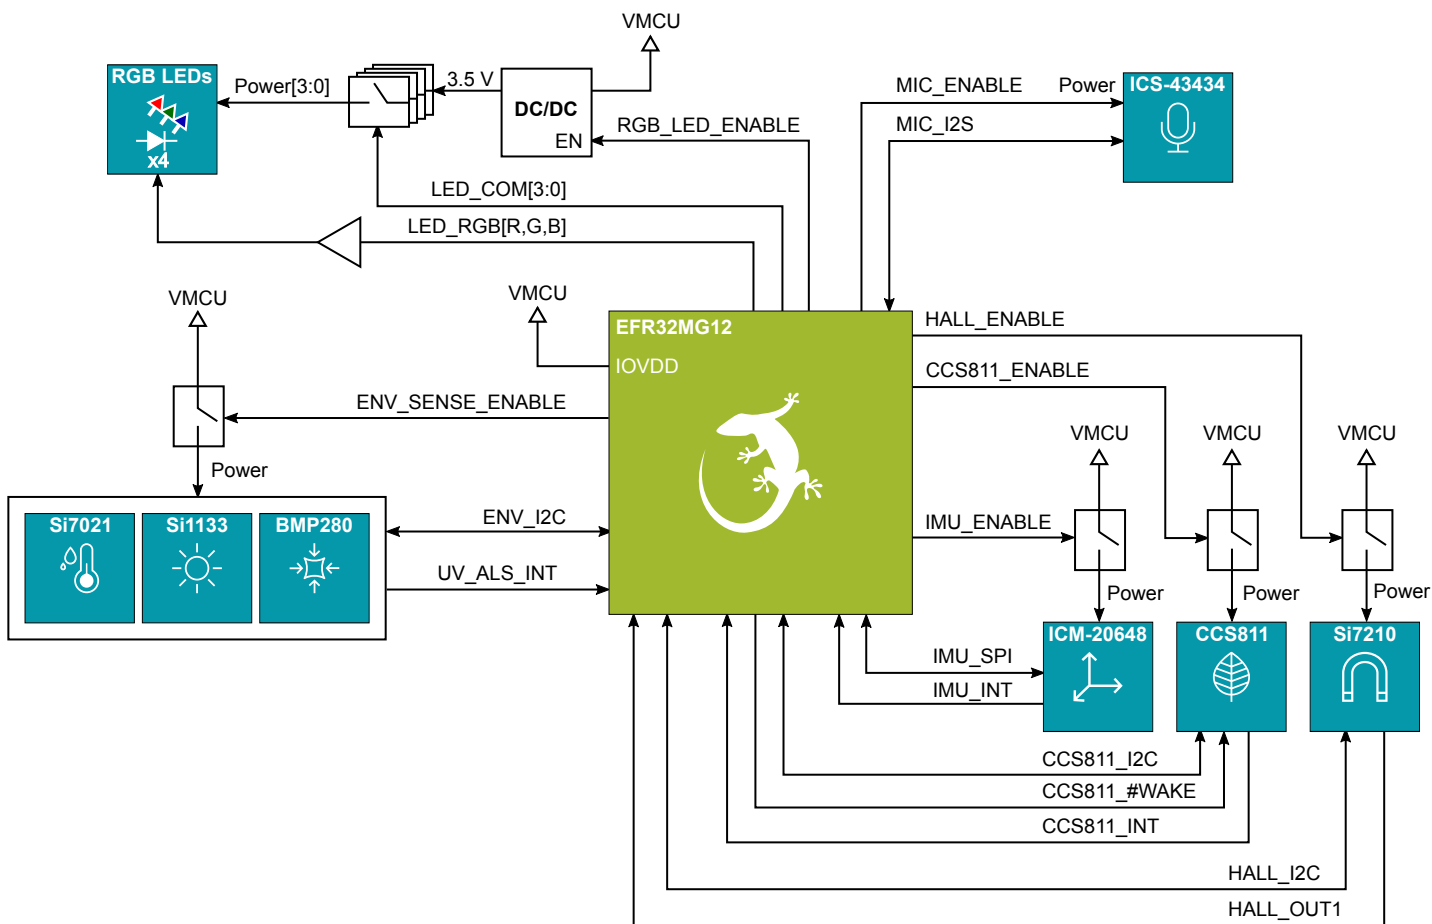 VMCU
RGB LEDs
x4
Power[3:0]
3.5 V
DC/DC
EN
RGB_LED_ENABLE
LED_COM[3:0]
LED_RGB[R,G,B]
MIC_ENABLE
Power
MIC_I2S
ICS-43434
VMCU
VMCU
EFR32MG12
IOVDD
HALL_ENABLE
CCS811_ENABLE
ENV_SENSE_ENABLE
Power
VMCU
VMCU
VMCU
Si7021
Si1133
BMP280
ENV_I2C
UV_ALS_INT
IMU_ENABLE
Power
Power
Power
ICM-20648
CCS811
Si7210
IMU_SPI
IMU_INT
CCS811_I2C
CCS811_#WAKE
CCS811_INT
HALL_I2C
HALL_OUT1